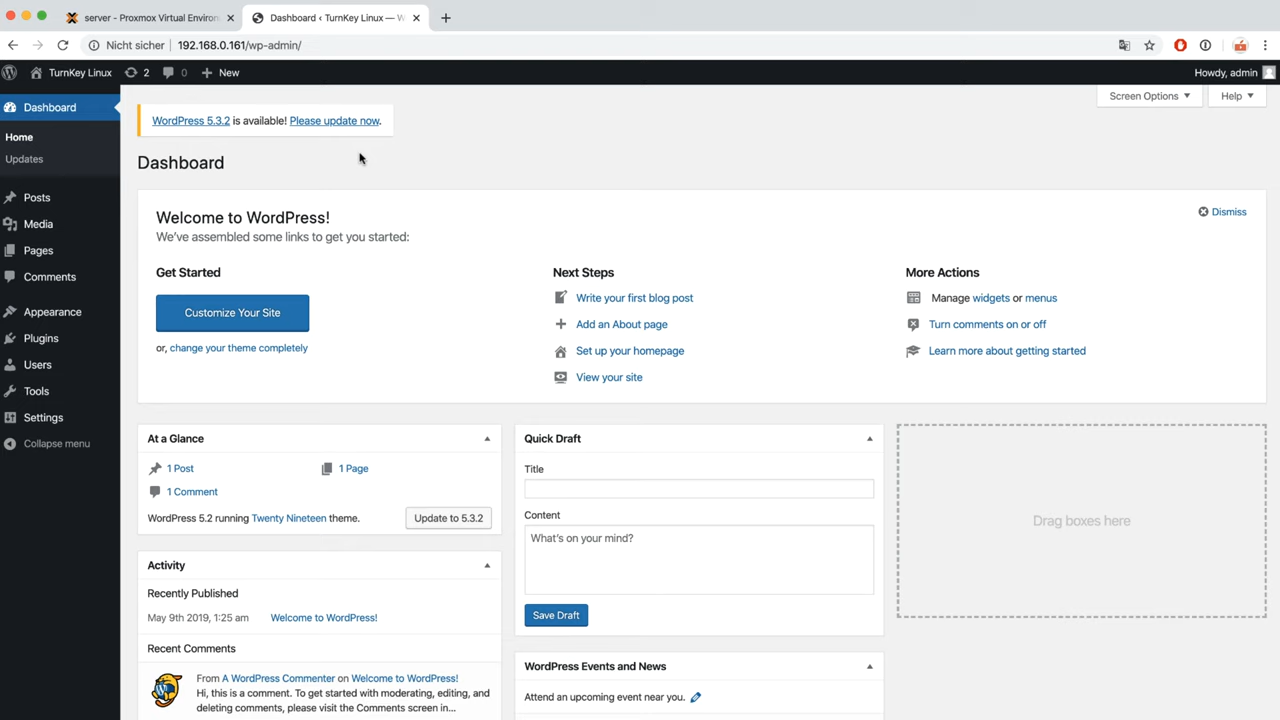 server - Proxmox Virtual Environ
Dashboard ‹ TurnKey Linux — W
Nicht sicher
192.168.0.161/wp-admin/
TurnKey Linux
2
0
New
Howdy, admin
Dashboard
Home
Updates
Posts
Media
Pages
Comments
Appearance
Plugins
Users
Tools
Settings
Collapse menu
Screen Options
Help
WordPress 5.3.2 is available! Please update now.
Dashboard
Welcome to WordPress!
We've assembled some links to get you started:
Dismiss
Get Started
Customize Your Site
or, change your theme completely
Next Steps
Write your first blog post
Add an About page
Set up your homepage
View your site
More Actions
Manage widgets or menus
Turn comments on or off
Learn more about getting started
At a Glance
1 Post
1 Page
1 Comment
WordPress 5.2 running Twenty Nineteen theme.
Update to 5.3.2
Activity
Recently Published
May 9th 2019, 1:25 am
Welcome to WordPress!
Recent Comments
From A WordPress Commenter on Welcome to WordPress!
Hi, this is a comment. To get started with moderating, editing, and
deleting comments, please visit the Comments screen in…
Quick Draft
Title
Content
What's on your mind?
Save Draft
WordPress Events and News
Attend an upcoming event near you.
Drag boxes here